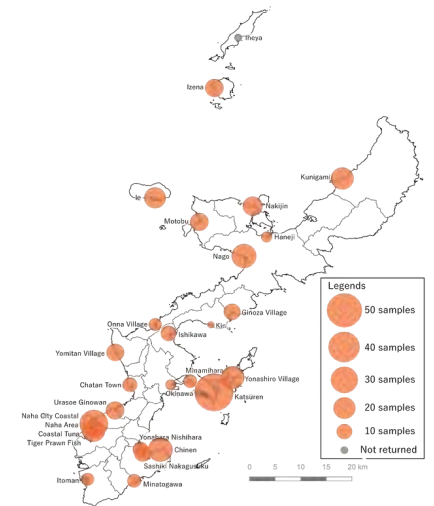 Iheya
Izena
Kunigami
Ie
Nakijin
Motobu
Haneji
Nago
Legends
50 samples
40 samples
30 samples
20 samples
10 samples
Not returned
Ginoza Village
Onna Village
Kin
Ishikawa
Yomitan Village
Minamihara
Yonashiro Village
Chatan Town
Okinawa
Katsuren
Urasoe Ginowan
Naha City Coastal
Naha Area
Coastal Tuna
Tiger Prawn Fish
Yonabaru Nishihara
Chinen
Sashiki Nakagusuku
Itoman
Minatogawa
0 10 20 km